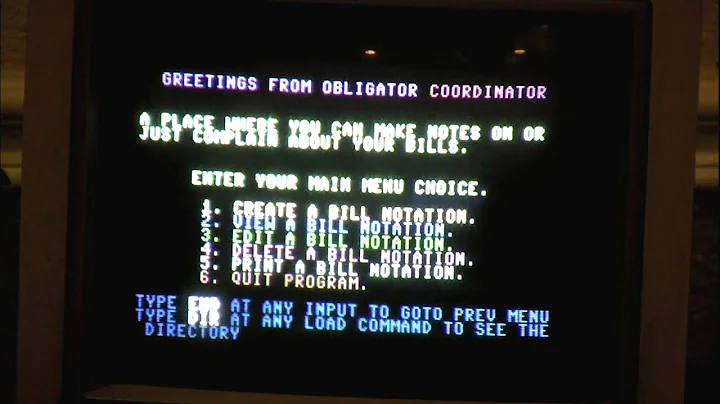 GREETINGS FROM OBLIGATOR COORDINATOR
A PLACE WHERE YOU CAN MAKE NOTES ON OR
JUST COMPLAIN ABOUT YOUR BILLS.
ENTER YOUR MAIN MENU CHOICE.
1. CREATE A BILL NOTATION.
2. VIEW A BILL NOTATION.
3. EDIT A BILL NOTATION.
4. DELETE A BILL NOTATION.
5. PRINT A BILL NOTATION.
6. QUIT PROGRAM.
TYPE END AT ANY INPUT TO GOTO PREV MENU
TYPE DIR AT ANY LOAD COMMAND TO SEE THE
DIRECTORY